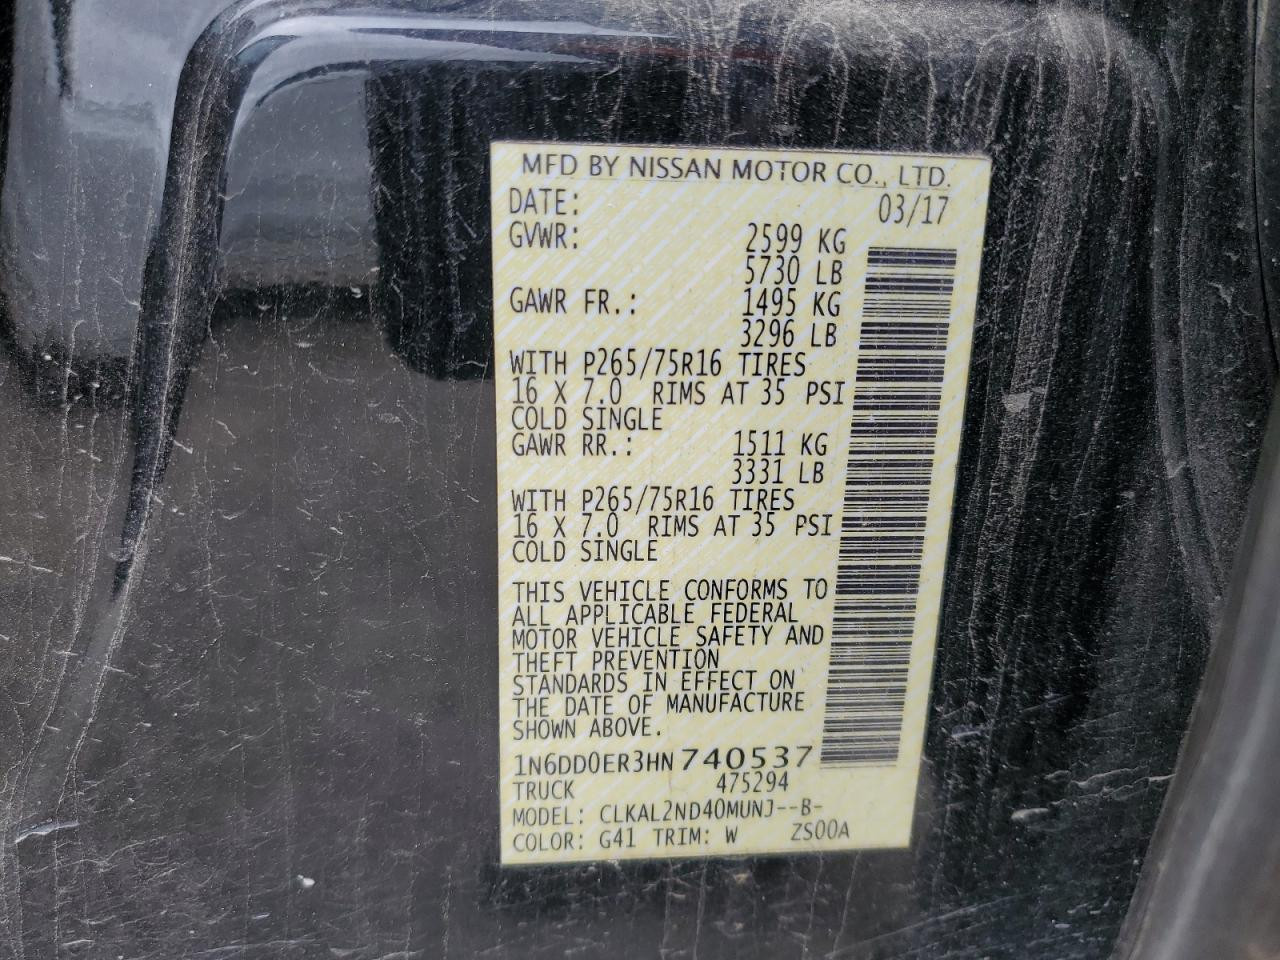 MFD BY NISSAN MOTOR CO., LTD.
DATE: 03/17
GVWR: 2599 KG
5730 LB
GAWR FR.: 1495 KG
3296 LB
WITH P265/75R16 TIRES
16 X 7.0 RIMS AT 35 PSI
COLD SINGLE
GAWR RR.: 1511 KG
3331 LB
WITH P265/75R16 TIRES
16 X 7.0 RIMS AT 35 PSI
COLD SINGLE
THIS VEHICLE CONFORMS TO
ALL APPLICABLE FEDERAL
MOTOR VEHICLE SAFETY AND
THEFT PREVENTION
STANDARDS IN EFFECT ON
THE DATE OF MANUFACTURE
SHOWN ABOVE.
1N6DD0ER3HN740537
TRUCK 475294
MODEL: CLKAL2ND40MUNJ--B-
COLOR: G41 TRIM: W ZS00A